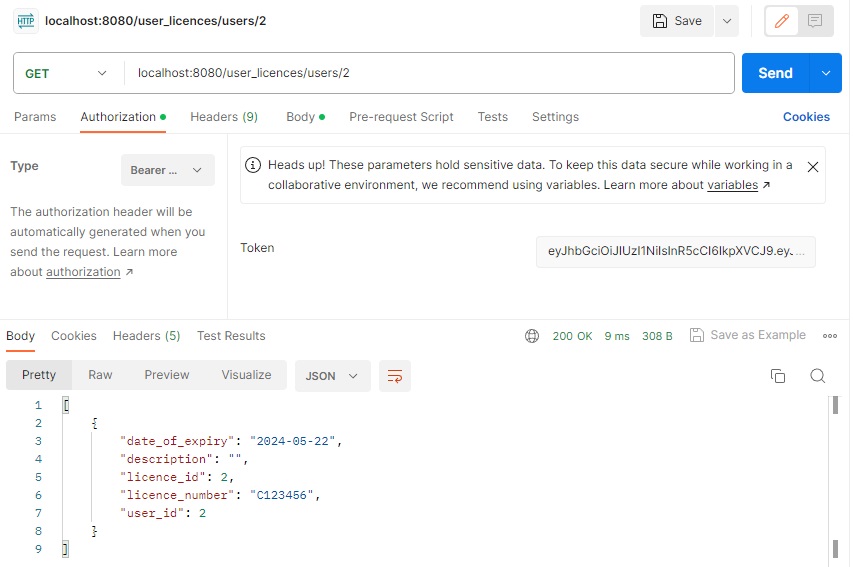 HTTP localhost:8080/user_licences/users/2
Save
GET localhost:8080/user_licences/users/2
Send
Params Authorization Headers (9) Body Pre-request Script Tests Settings Cookies
Type
Bearer ...
The authorization header will be
automatically generated when you
send the request. Learn more
about authorization ↗
Heads up! These parameters hold sensitive data. To keep this data secure while working in a
collaborative environment, we recommend using variables. Learn more about variables ↗
Token
eyJhbGciOiJIUzI1NiIsInR5cCI6IkpXVCJ9.ey...
Body Cookies Headers (5) Test Results
200 OK 9 ms 308 B Save as Example
Pretty Raw Preview Visualize JSON
1 [
2 {
3 "date_of_expiry": "2024-05-22",
4 "description": "",
5 "licence_id": 2,
6 "licence_number": "C123456",
7 "user_id": 2
8 }
9 ]